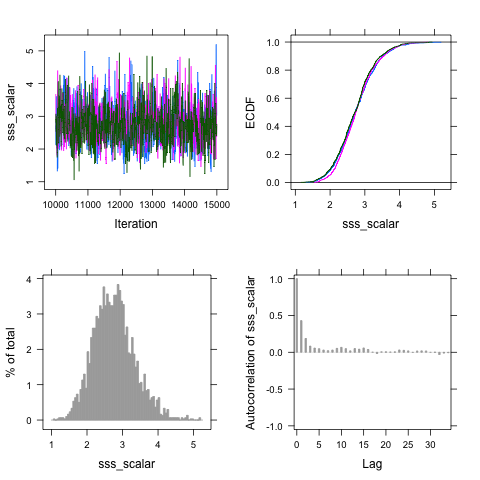 sss_scalar
5
4
3
2
1
10000 11000 12000 13000 14000 15000
Iteration
ECDF
1.0
0.8
0.6
0.4
0.2
0.0
1 2 3 4 5
sss_scalar
% of total
4
3
2
1
0
1 2 3 4 5
sss_scalar
Autocorrelation of sss_scalar
1.0
0.5
0.0
-0.5
-1.0
0 5 10 15 20 25 30
Lag